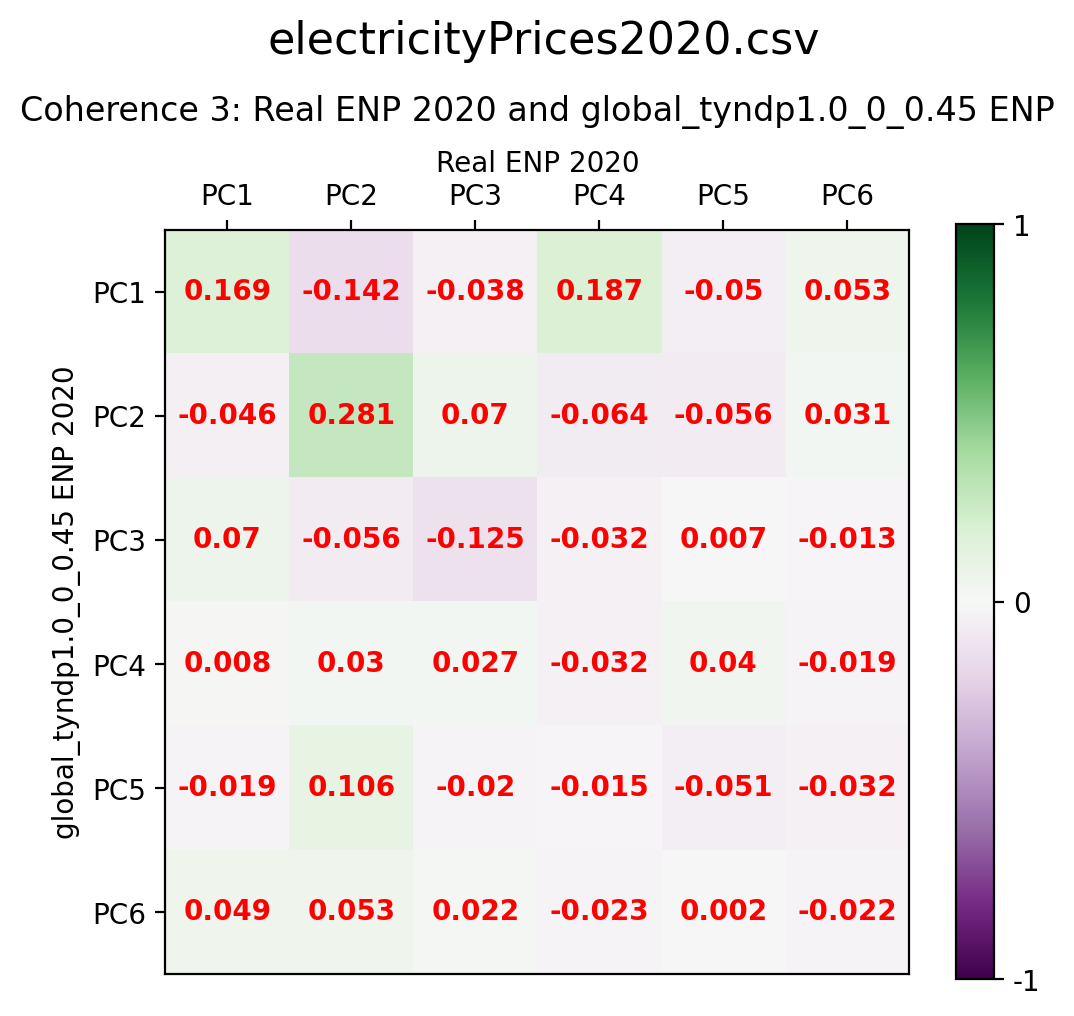 electricityPrices2020.csv
Coherence 3: Real ENP 2020 and global_tyndp1.0_0_0.45 ENP
Real ENP 2020
PC1 PC2 PC3 PC4 PC5 PC6
global_tyndp1.0_0_0.45 ENP 2020
PC1 0.169 -0.142 -0.038 0.187 -0.05 0.053
PC2 -0.046 0.281 0.07 -0.064 -0.056 0.031
PC3 0.07 -0.056 -0.125 -0.032 0.007 -0.013
PC4 0.008 0.03 0.027 -0.032 0.04 -0.019
PC5 -0.019 0.106 -0.02 -0.015 -0.051 -0.032
PC6 0.049 0.053 0.022 -0.023 0.002 -0.022
1
0
-1